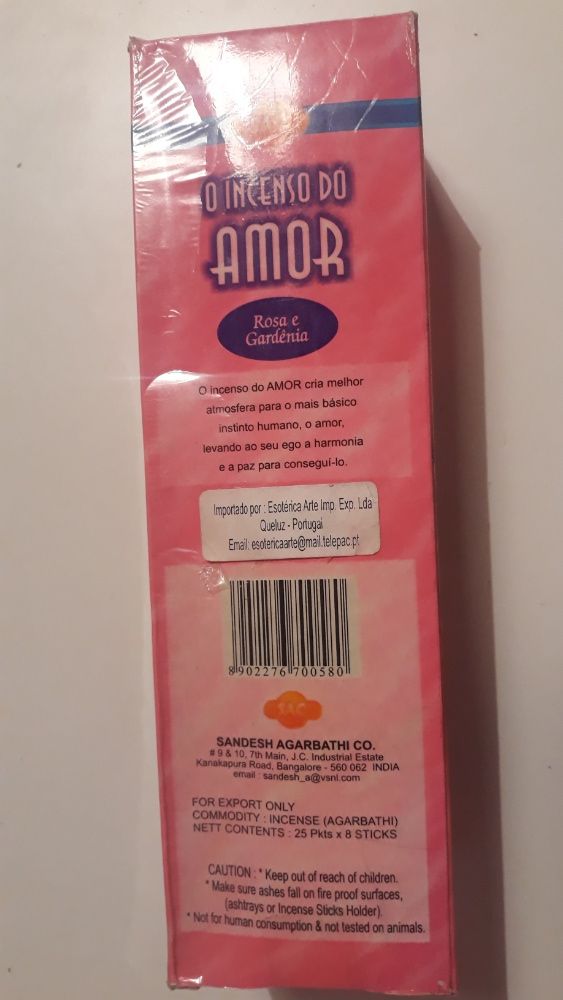 O INCENSO DO
AMOR
Rosa e
Gardênia
O incenso do AMOR cria melhor
atmosfera para o mais básico
instinto humano, o amor,
levando ao seu ego a harmonia
e a paz para conseguí-lo.
Importado por : Esotérica Arte Imp. Exp. Lda
Queluz - Portugal
Email: esotericaarte@mail.telepac.pt
8 902276 700580
SAC
SANDESH AGARBATHI CO.
# 9 & 10, 7th Main, J.C. Industrial Estate
Kanakapura Road, Bangalore - 560 062 INDIA
email : sandesh_a@vsnl.com
FOR EXPORT ONLY
COMMODITY : INCENSE (AGARBATHI)
NETT CONTENTS : 25 Pkts x 8 STICKS
CAUTION : * Keep out of reach of children.
* Make sure ashes fall on fire proof surfaces,
(ashtrays or Incense Sticks Holder).
* Not for human consumption & not tested on animals.